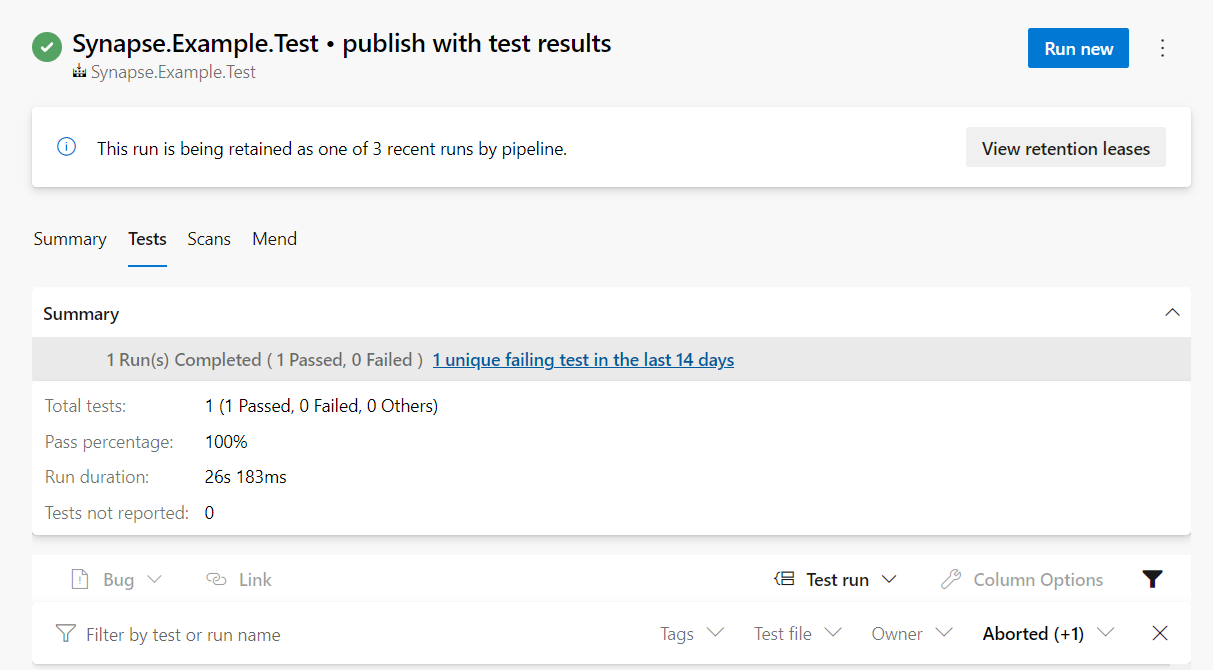 Synapse.Example.Test • publish with test results
Run new
Synapse.Example.Test
This run is being retained as one of 3 recent runs by pipeline.
View retention leases
Summary Tests Scans Mend
Summary
1 Run(s) Completed ( 1 Passed, 0 Failed ) 1 unique failing test in the last 14 days
Total tests: 1 (1 Passed, 0 Failed, 0 Others)
Pass percentage: 100%
Run duration: 26s 183ms
Tests not reported: 0
Bug Link Test run Column Options
Filter by test or run name Tags Test file Owner Aborted (+1)